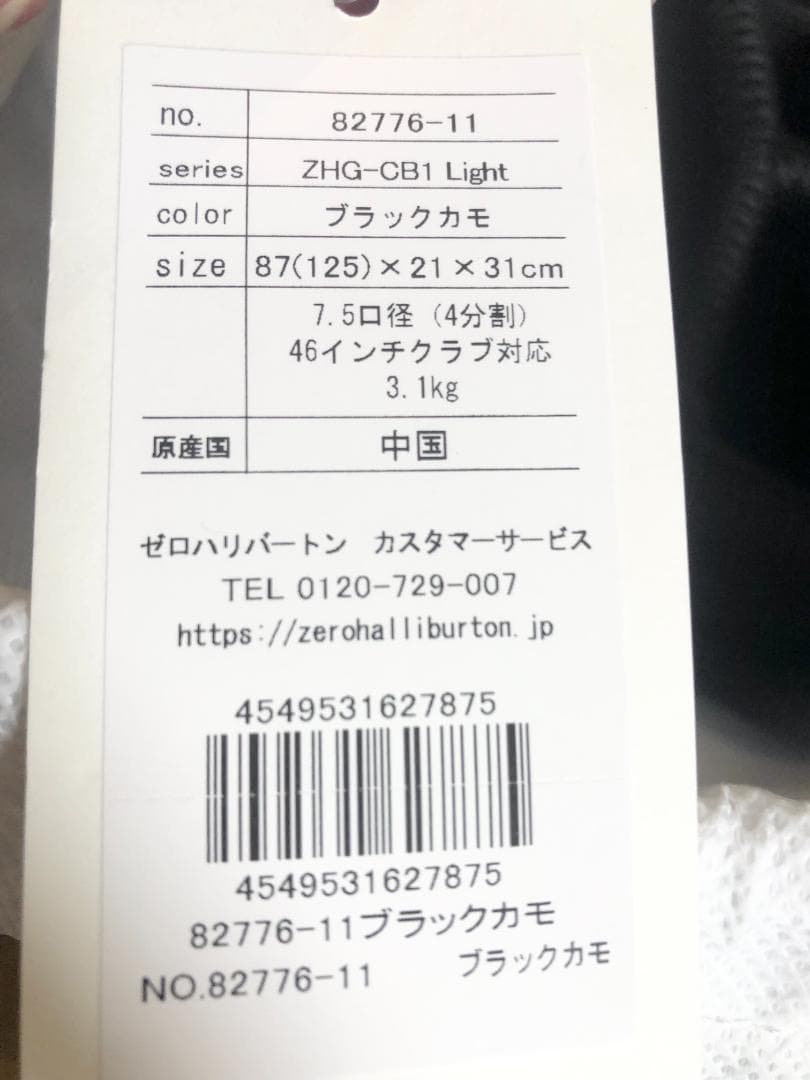 no. 82776-11
series ZHG-CB1 Light
color ブラックカモ
size 87(125)×21×31cm
7.5口径 (4分割)
46インチクラブ対応
3.1kg
原産国 中国
ゼロハリバートン カスタマーサービス
TEL 0120-729-007
https://zerohalliburton.jp
4549531627875
4549531627875
82776-11ブラックカモ
NO.82776-11 ブラックカモ